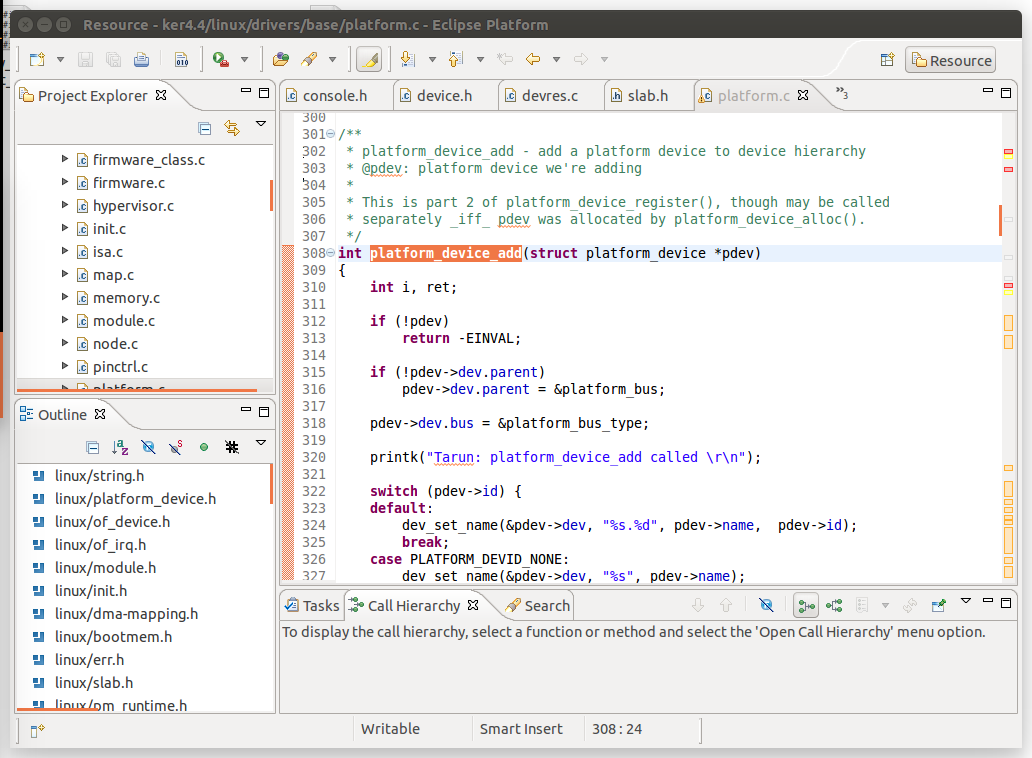 Resource - ker4.4/linux/drivers/base/platform.c - Eclipse Platform
Resource
Project Explorer
console.h
device.h
devres.c
slab.h
platform.c
3
firmware_class.c
firmware.c
hypervisor.c
init.c
isa.c
map.c
memory.c
module.c
node.c
pinctrl.c
platform.c
300
301 /**
302 * platform_device_add - add a platform device to device hierarchy
303 * @pdev: platform device we're adding
304 *
305 * This is part 2 of platform_device_register(), though may be called
306 * separately _iff_ pdev was allocated by platform_device_alloc().
307 */
308 int platform_device_add(struct platform_device *pdev)
309 {
310 int i, ret;
311
312 if (!pdev)
313 return -EINVAL;
314
315 if (!pdev->dev.parent)
316 pdev->dev.parent = &platform_bus;
317
318 pdev->dev.bus = &platform_bus_type;
319
320 printk("Tarun: platform_device_add called \r\n");
321
322 switch (pdev->id) {
323 default:
324 dev_set_name(&pdev->dev, "%s.%d", pdev->name,  pdev->id);
325 break;
326 case PLATFORM_DEVID_NONE:
327 dev_set_name(&pdev->dev, "%s", pdev->name);
Outline
linux/string.h
linux/platform_device.h
linux/of_device.h
linux/of_irq.h
linux/module.h
linux/init.h
linux/dma-mapping.h
linux/bootmem.h
linux/err.h
linux/slab.h
linux/pm_runtime.h
Tasks
Call Hierarchy
Search
To display the call hierarchy, select a function or method and select the 'Open Call Hierarchy' menu option.
Writable
Smart Insert
308 : 24